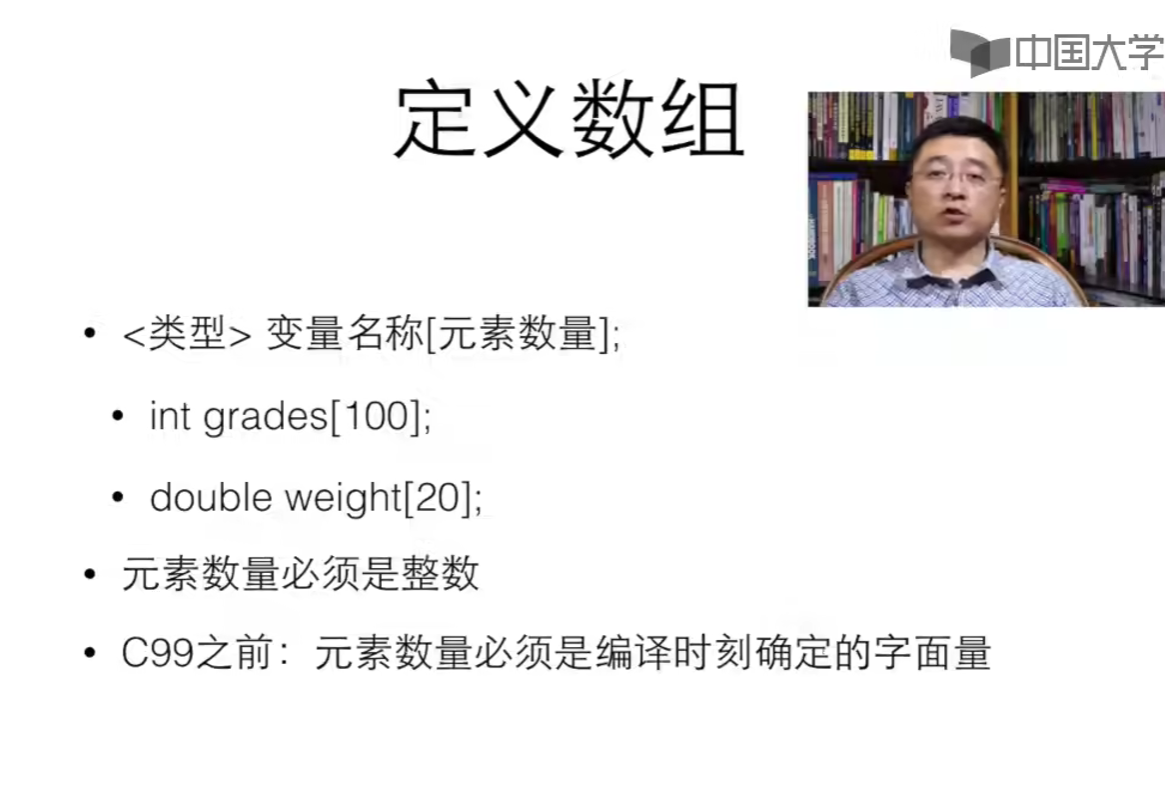 中国大学
定义数组
• <类型> 变量名称[元素数量];
• int grades[100];
• double weight[20];
• 元素数量必须是整数
• C99之前：元素数量必须是编译时刻确定的字面量